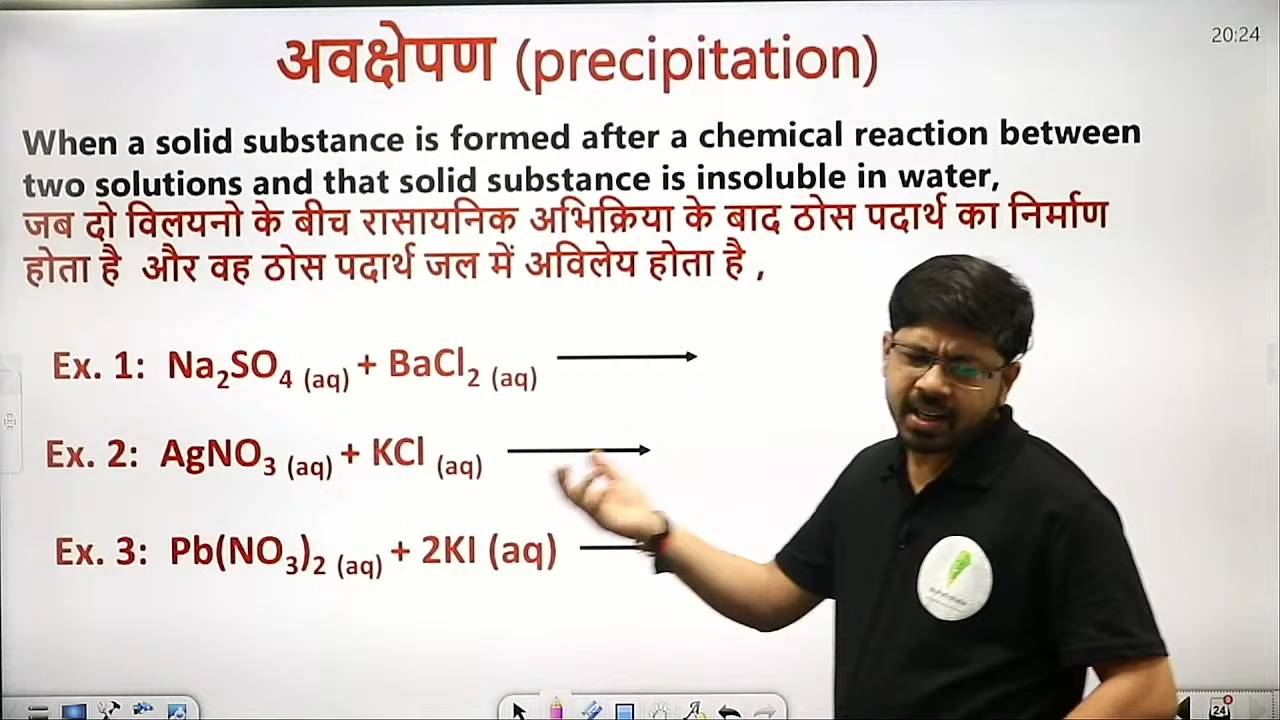 अवक्षेपण (precipitation)
20:24
When a solid substance is formed after a chemical reaction between
two solutions and that solid substance is insoluble in water,
जब दो विलयनो के बीच रासायनिक अभिक्रिया के बाद ठोस पदार्थ का निर्माण
होता है और वह ठोस पदार्थ जल में अविलेय होता है ,
Ex. 1: Na₂SO₄ (aq) + BaCl₂ (aq) ⟶
Ex. 2: AgNO₃ (aq) + KCl (aq) ⟶
Ex. 3: Pb(NO₃)₂ (aq) + 2KI (aq)
24